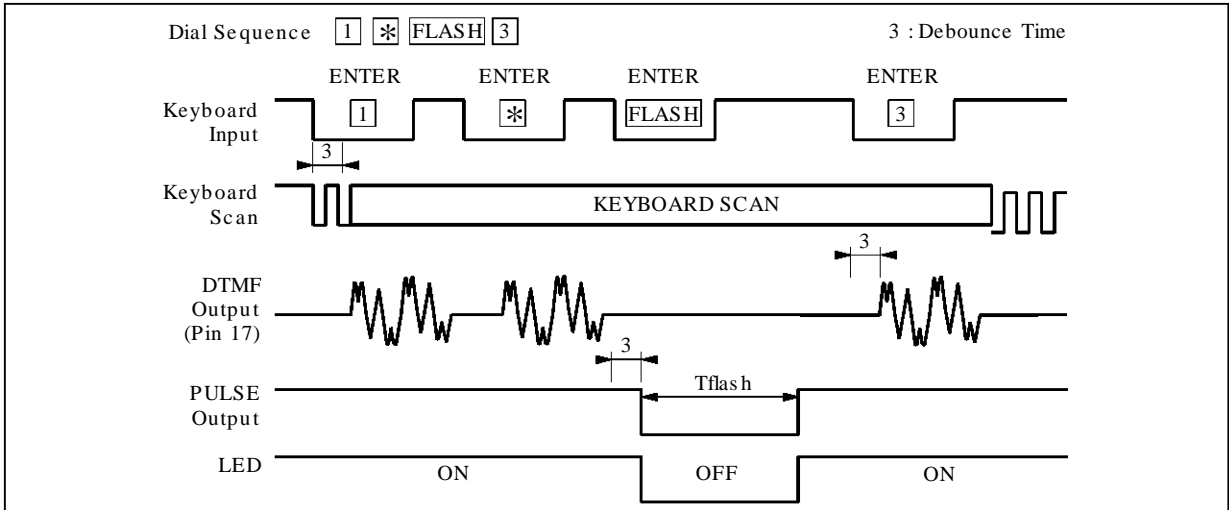 Dial Sequence 1 * FLASH 3
3 : Debounce Time
ENTER ENTER ENTER ENTER
Keyboard
Input
1 * FLASH 3
3
Keyboard
Scan
KEYBOARD SCAN
3
DTMF
Output
(Pin 17)
3
PULSE
Output
Tflash
LED
ON OFF ON